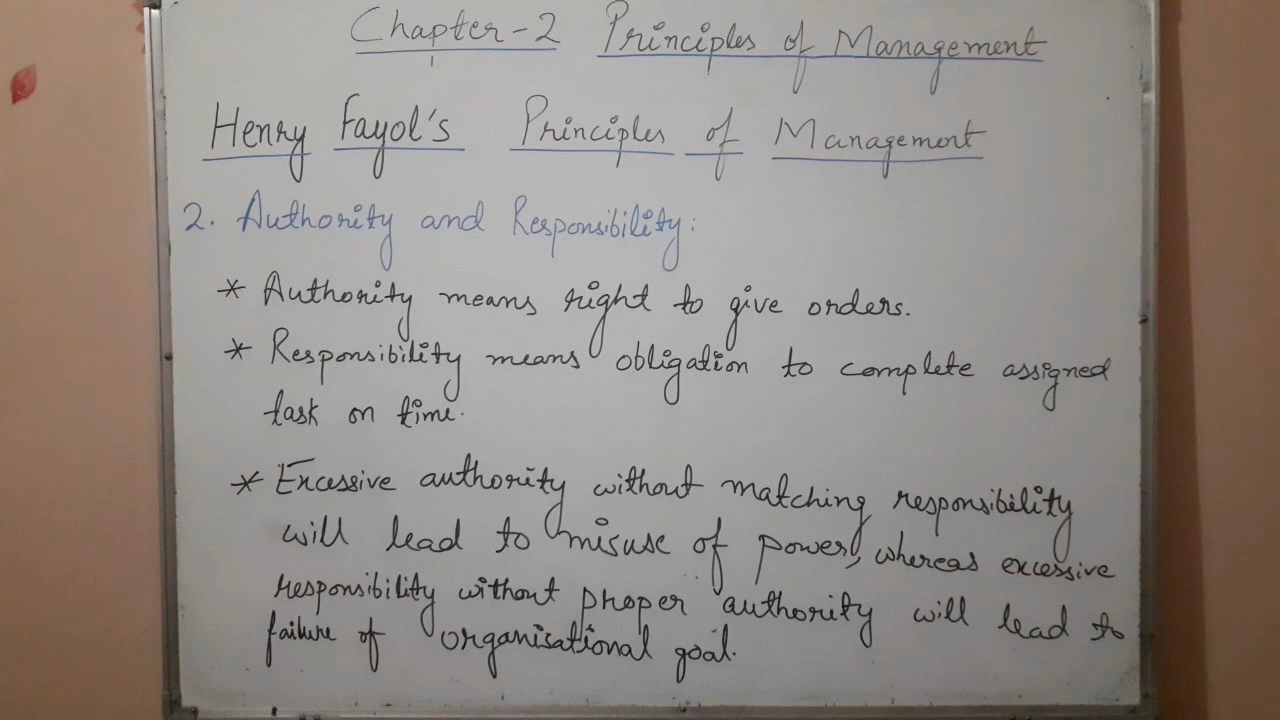 Chapter-2 Principles of Management
Henry Fayol's Principles of Management
2. Authority and Responsibility:
* Authority means right to give orders.
* Responsibility means obligation to complete assigned
task on time.
* Excessive authority without matching responsibility
will lead to misuse of power, whereas excessive
responsibility without proper authority will lead to
failure of organisational goal.